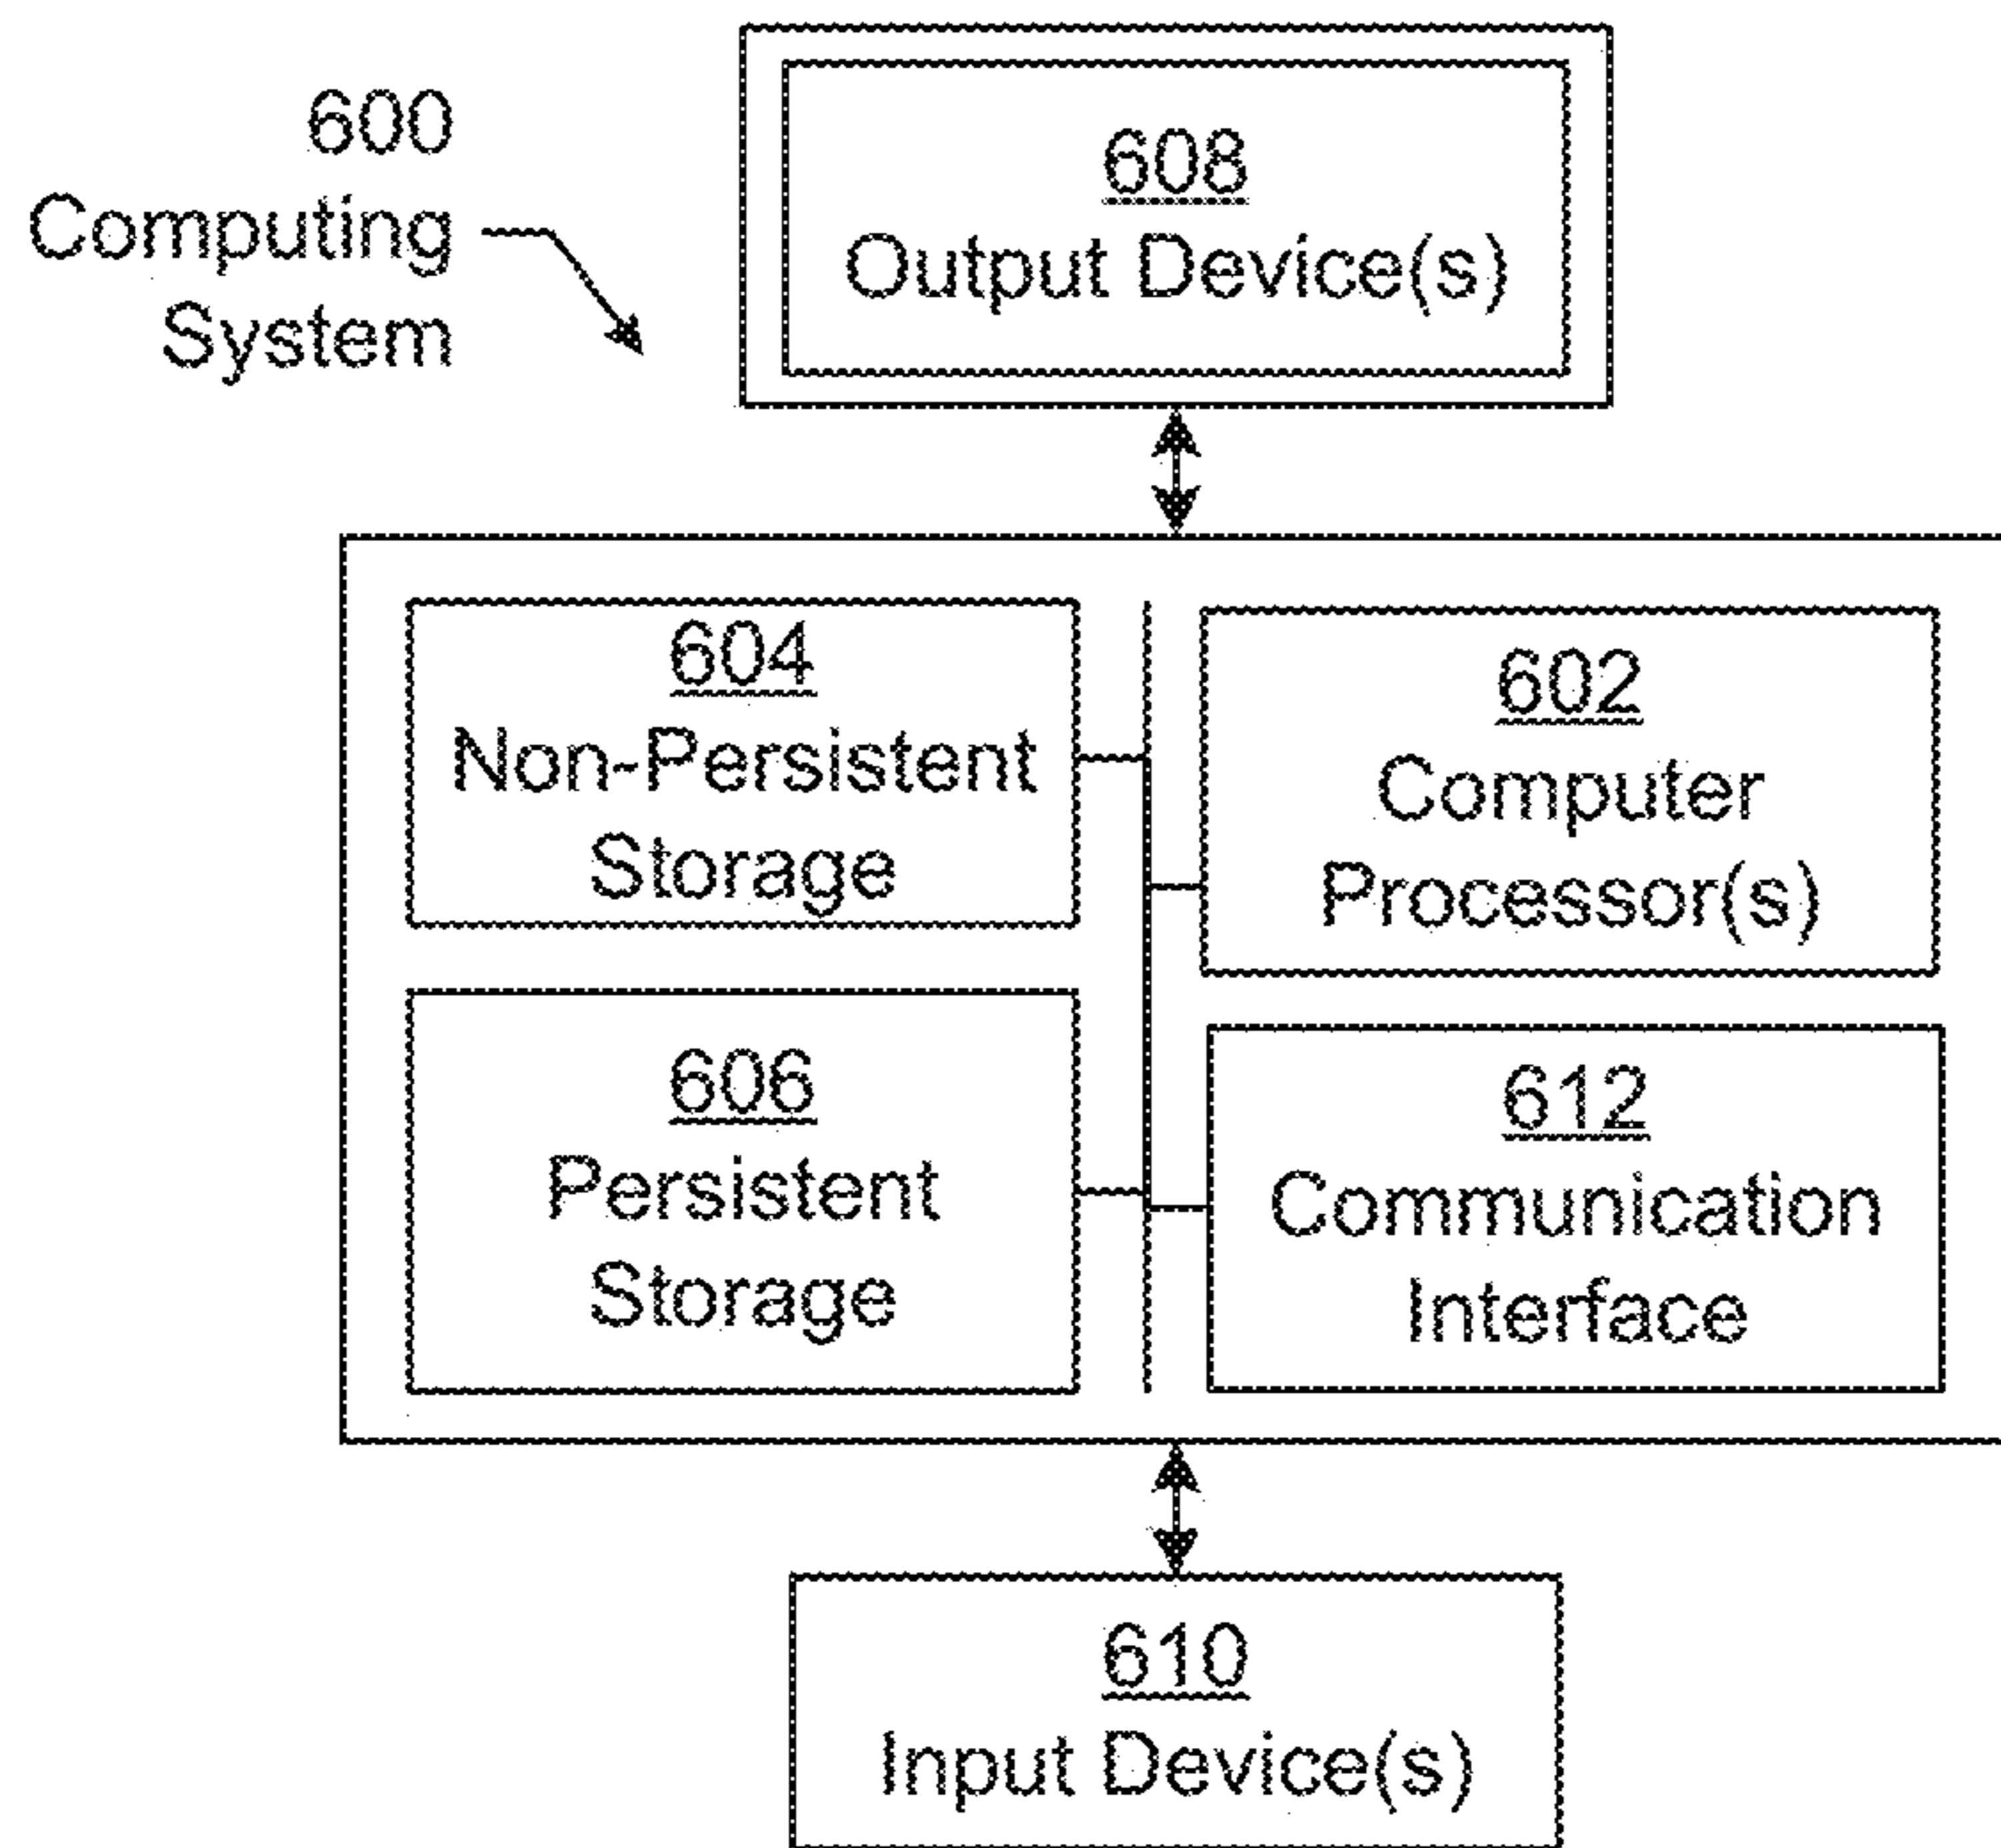 600
Computing
System
608
Output Device(s)
604
Non-Persistent
Storage
602
Computer
Processor(s)
606
Persistent
Storage
612
Communication
Interface
610
Input Device(s)